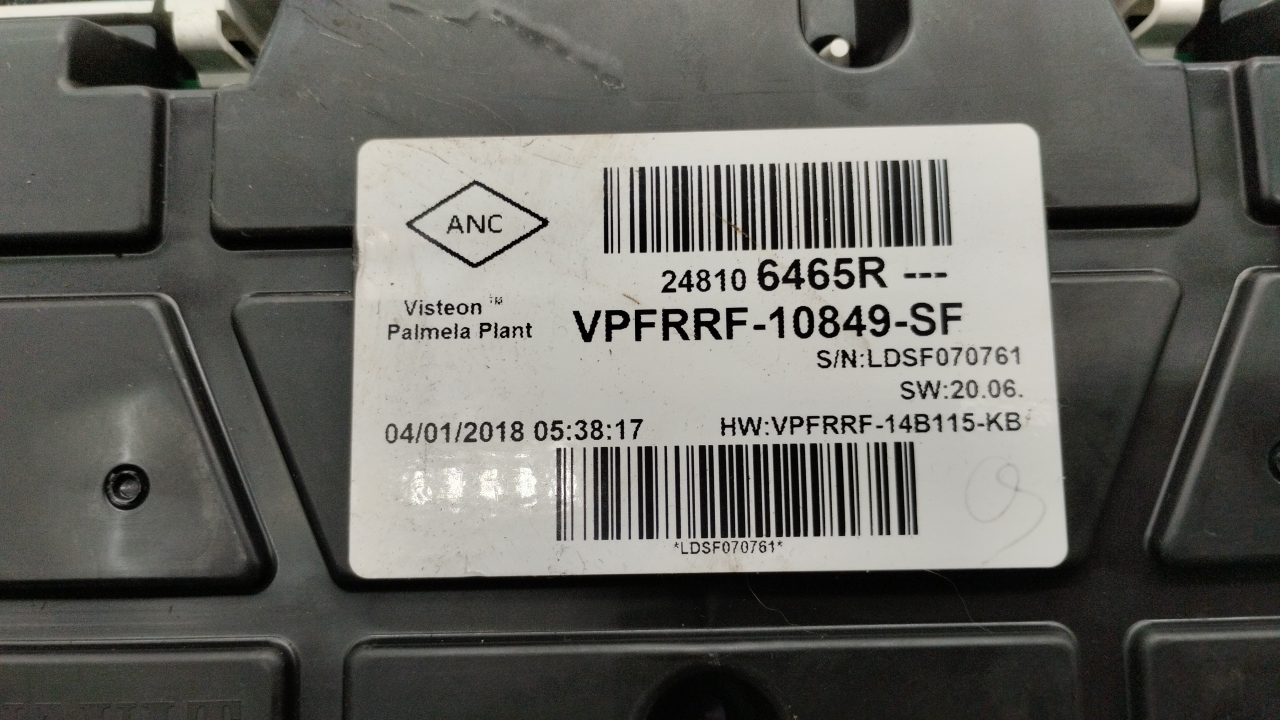 ANC
Visteon ™
Palmela Plant
24810 6465R ---
VPFRRF-10849-SF
S/N:LDSF070761
SW:20.06.
04/01/2018 05:38:17
HW:VPFRRF-14B115-KB
*LDSF070761*